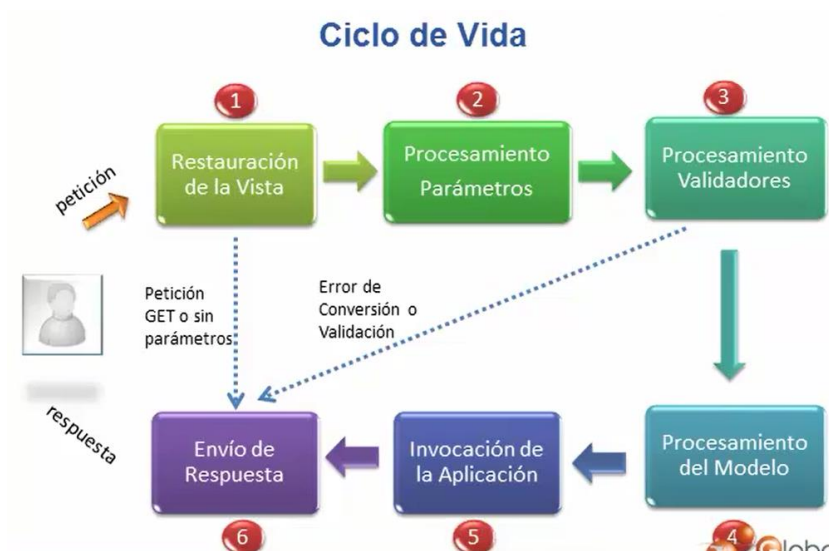 Ciclo de Vida
1
2
3
Restauración
de la Vista
Procesamiento
Parámetros
Procesamiento
Validadores
petición
Petición
GET o sin
parámetros
Error de
Conversión o
Validación
respuesta
Envío de
Respuesta
Invocación de
la Aplicación
Procesamiento
del Modelo
6
5
4